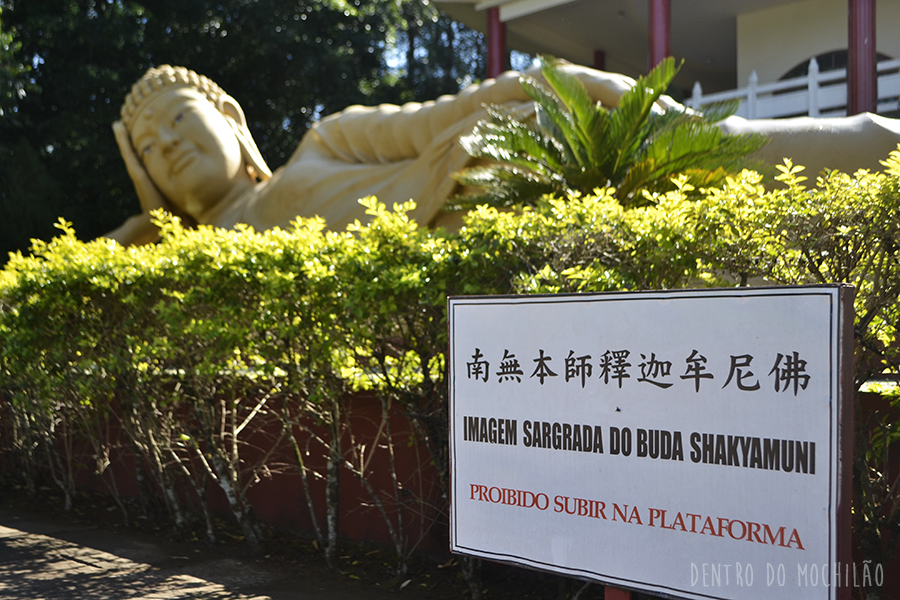 南無本師釋迦牟尼佛
IMAGEM SARGRADA DO BUDA SHAKYAMUNI
PROIBIDO SUBIR NA PLATAFORMA
DENTRO DO MOCHILÃO